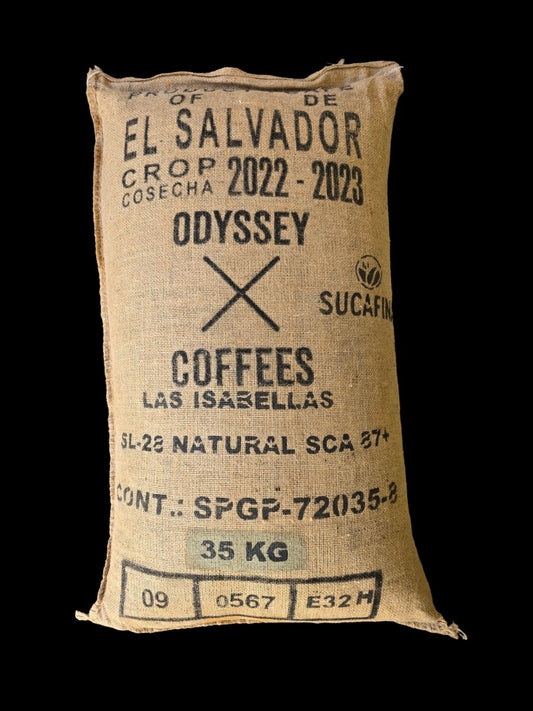 PRODUCT
OF DE
EL SALVADOR
CROP
COSECHA 2022 - 2023
ODYSSEY
X
SUCAFINA
COFFEES
LAS ISABELLAS
SL-28 NATURAL SCA 87+
CONT.: SPGP-72035-8
35 KG
09 0567 E32 H